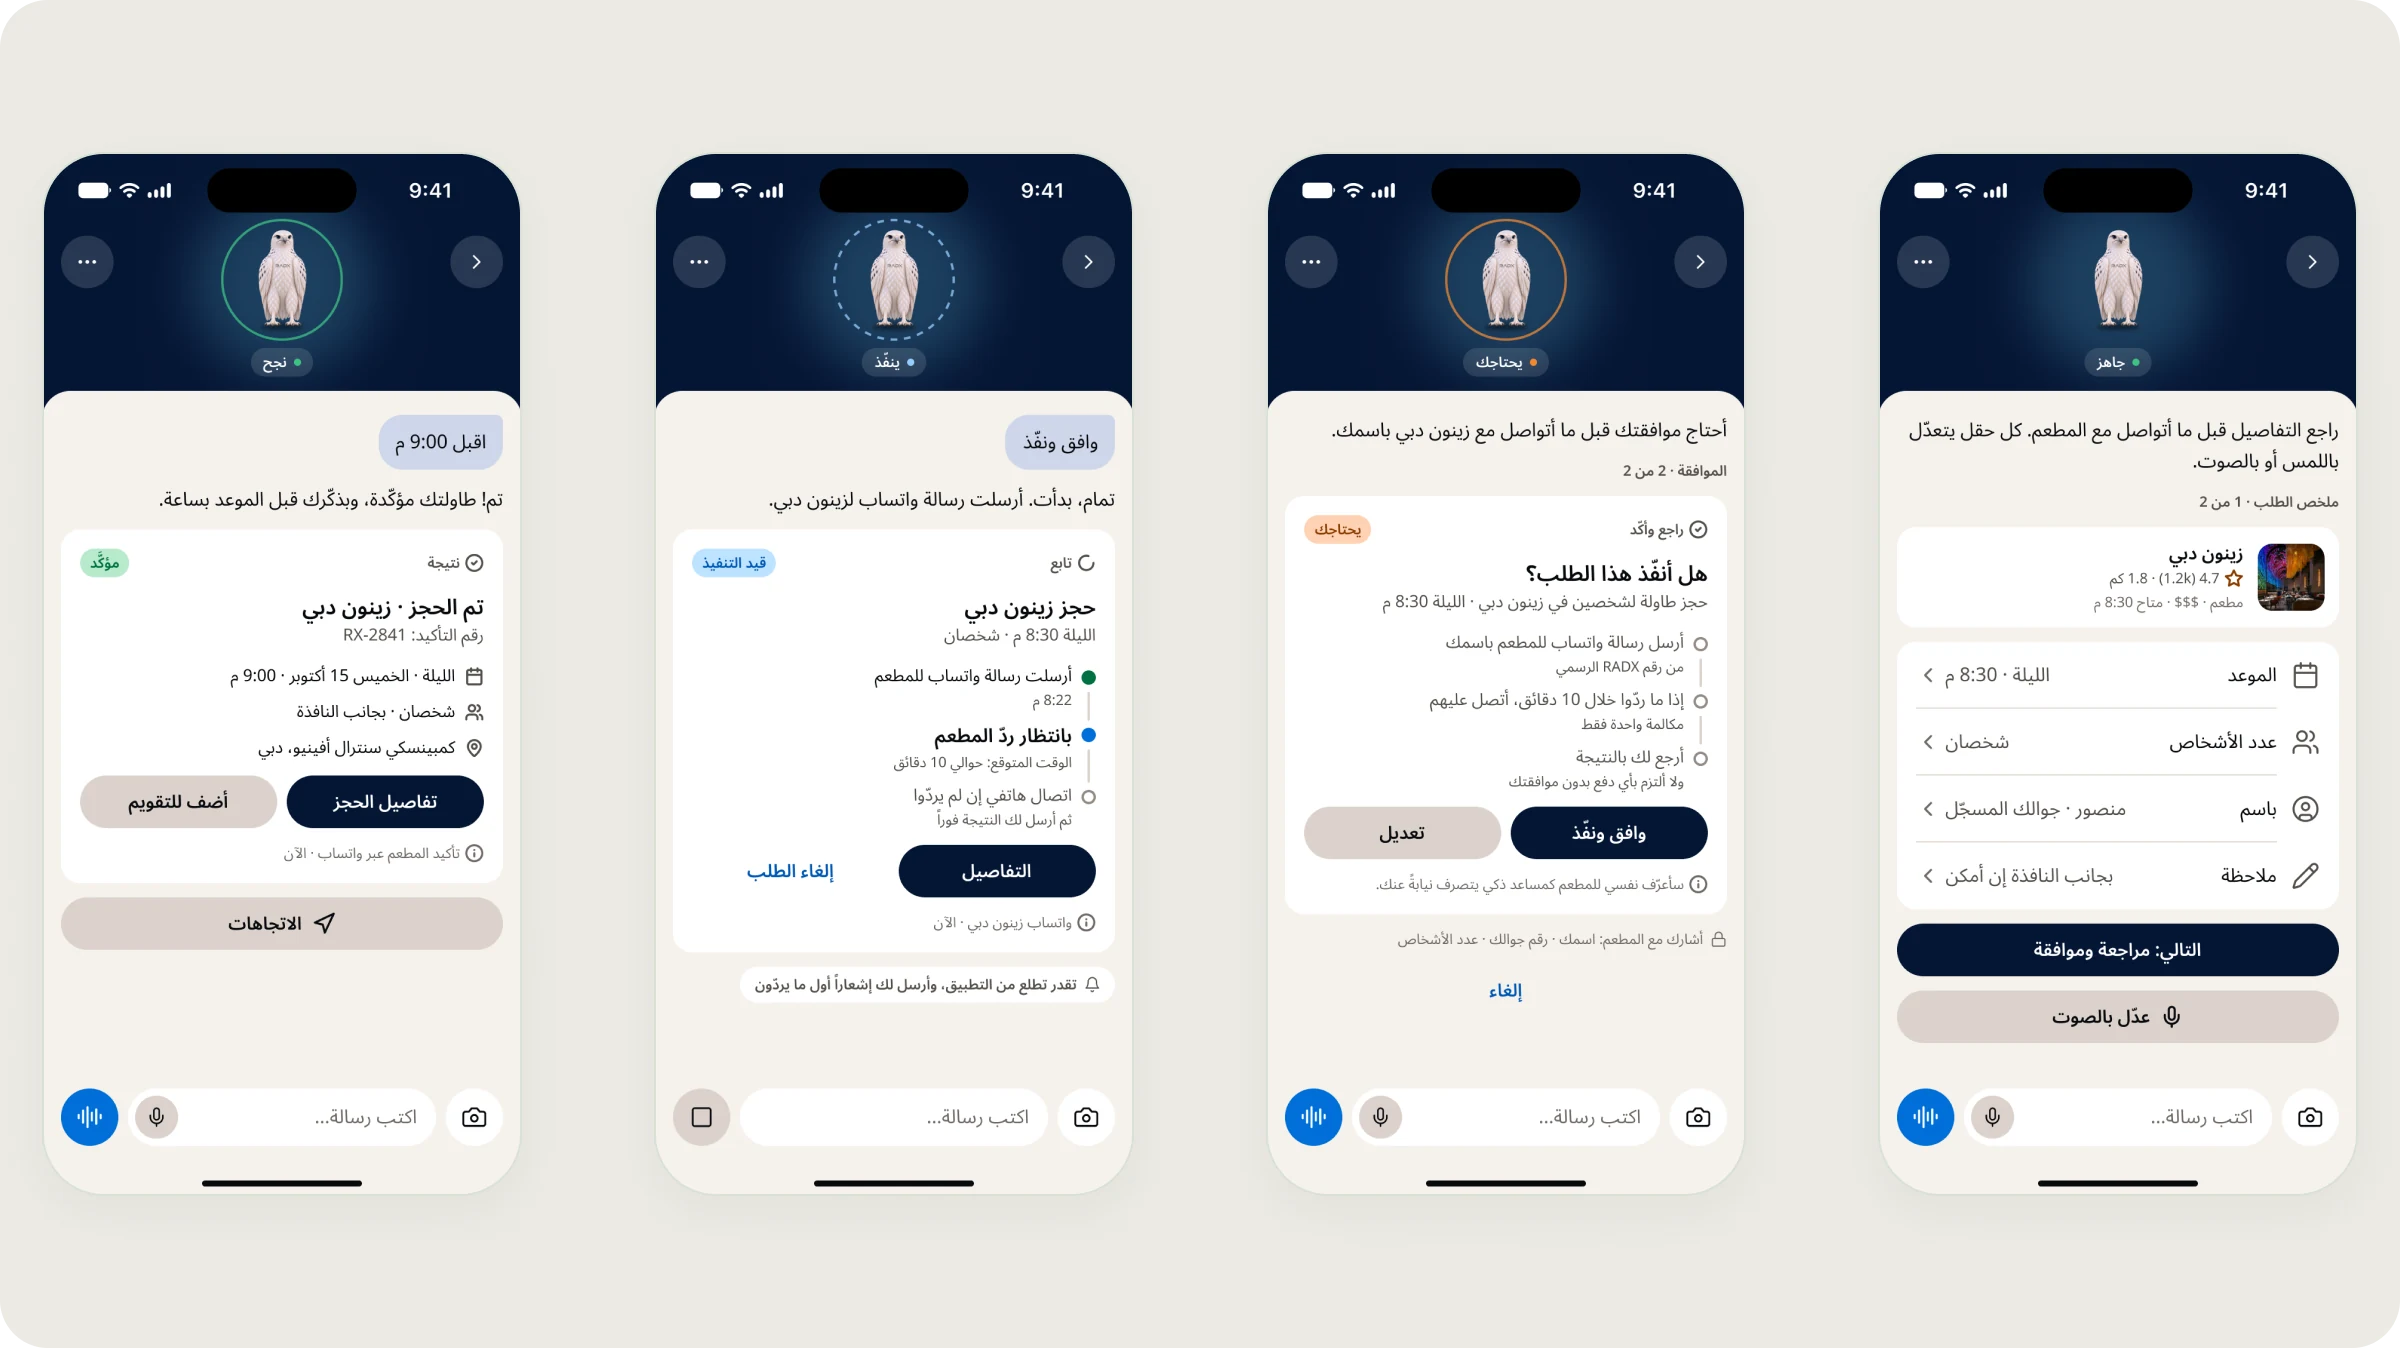 9:41
جاهز
راجع التفاصيل قبل ما أتواصل مع المطعم. كل حقل يتعدّل
باللمس أو بالصوت.
ملخص الطلب · 1 من 2
زينون دبي
4.7 (1.2k) · 1.8 كم
مطعم · $$$ · متاح 8:30 م
الموعد
الليلة · 8:30 م
عدد الأشخاص
شخصان
باسم
منصور · جوالك المسجّل
ملاحظة
بجانب النافذة إن أمكن
التالي: مراجعة وموافقة
عدّل بالصوت
اكتب رسالة...
9:41
يحتاجك
أحتاج موافقتك قبل ما أتواصل مع زينون دبي باسمك.
الموافقة · 2 من 2
راجع وأكّد
يحتاجك
هل أنفّذ هذا الطلب؟
حجز طاولة لشخصين في زينون دبي · الليلة 8:30 م
أرسل رسالة واتساب للمطعم باسمك
من رقم RADX الرسمي
إذا ما ردّوا خلال 10 دقائق، أتصل عليهم
مكالمة واحدة فقط
أرجع لك بالنتيجة
ولا ألتزم بأي دفع بدون موافقتك
وافق ونفّذ
تعديل
سأعرّف نفسي للمطعم كمساعد ذكي يتصرف نيابةً عنك.
أشارك مع المطعم: اسمك · رقم جوالك · عدد الأشخاص
إلغاء
اكتب رسالة...
9:41
ينفّذ
وافق ونفّذ
تمام، بدأت. أرسلت رسالة واتساب لزينون دبي.
تابع
قيد التنفيذ
حجز زينون دبي
الليلة 8:30 م · شخصان
أرسلت رسالة واتساب للمطعم
8:22 م
بانتظار ردّ المطعم
الوقت المتوقع: حوالي 10 دقائق
اتصال هاتفي إن لم يردّوا
ثم أرسل لك النتيجة فوراً
التفاصيل
إلغاء الطلب
واتساب زينون دبي · الآن
تقدر تطلع من التطبيق، وأرسل لك إشعاراً أول ما يردّون
اكتب رسالة...
9:41
نجح
اقبل 9:00 م
تم! طاولتك مؤكّدة، وبذكّرك قبل الموعد بساعة.
نتيجة
مؤكَّد
تم الحجز · زينون دبي
رقم التأكيد: RX-2841
الليلة · الخميس 15 أكتوبر · 9:00 م
شخصان · بجانب النافذة
كمبينسكي سنترال أفينيو، دبي
تفاصيل الحجز
أضف للتقويم
تأكيد المطعم عبر واتساب · الآن
الاتجاهات
اكتب رسالة...